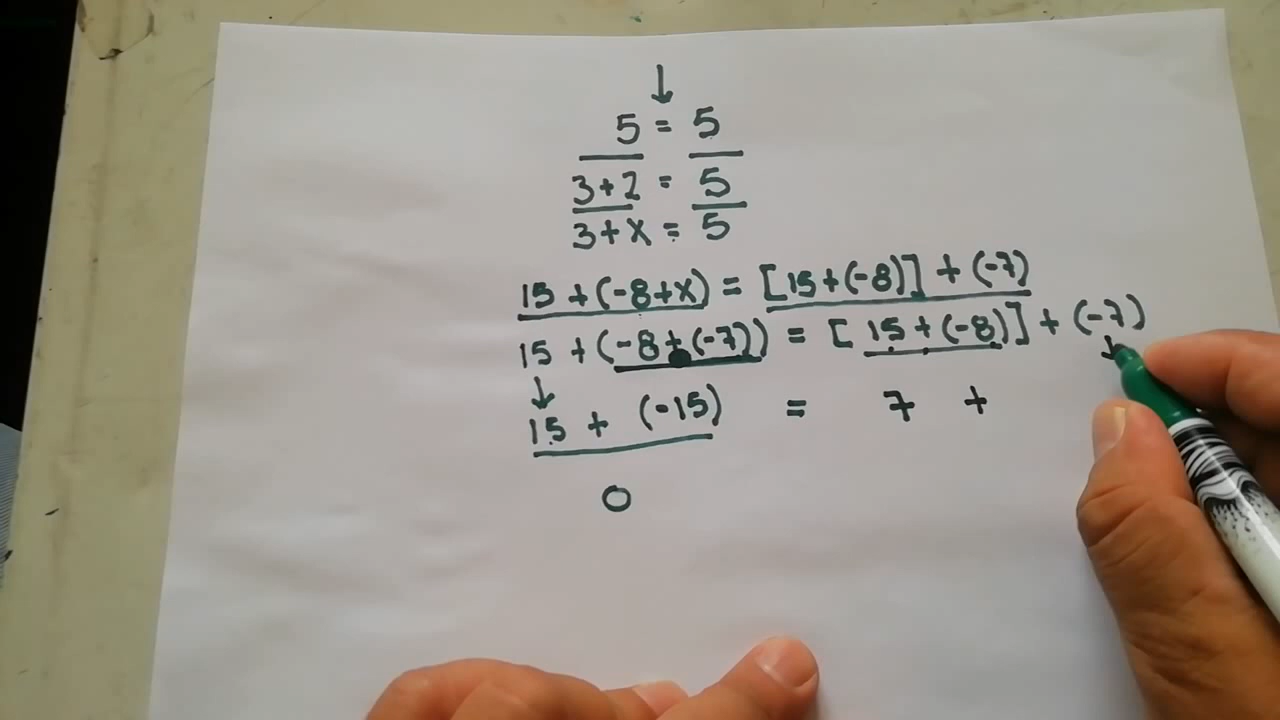 ↓
5 = 5
3+2 = 5
3+x = 5
15 + (-8+x) = [15+(-8)] + (-7)
15 + (-8+(-7)) = [15+(-8)] + (-7)
↓ ↓
15 + (-15) = 7 +
0